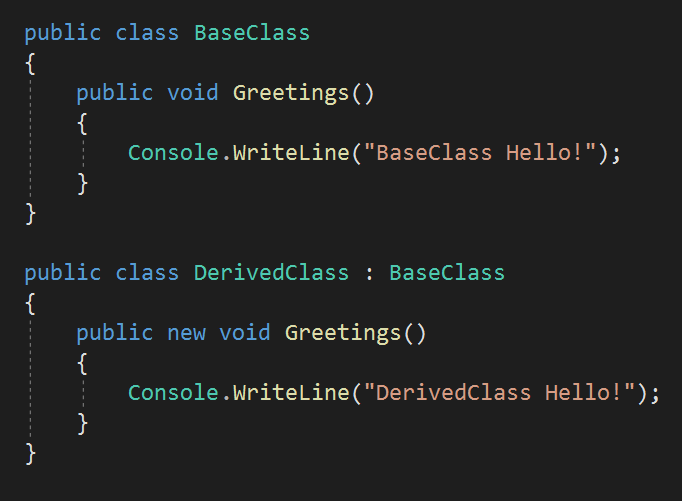 public class BaseClass
{
    public void Greetings()
    {
        Console.WriteLine("BaseClass Hello!");
    }
}
public class DerivedClass : BaseClass
{
    public new void Greetings()
    {
        Console.WriteLine("DerivedClass Hello!");
    }
}